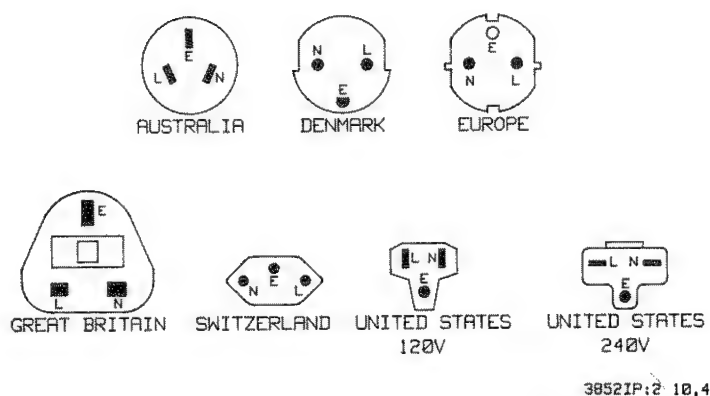 E
L N
AUSTRALIA
N L
E
DENMARK
E
N L
EUROPE
E
L N
GREAT BRITAIN
N E L
SWITZERLAND
L N
E
UNITED STATES
120V
L N
E
UNITED STATES
240V
3852IP:2 10,4